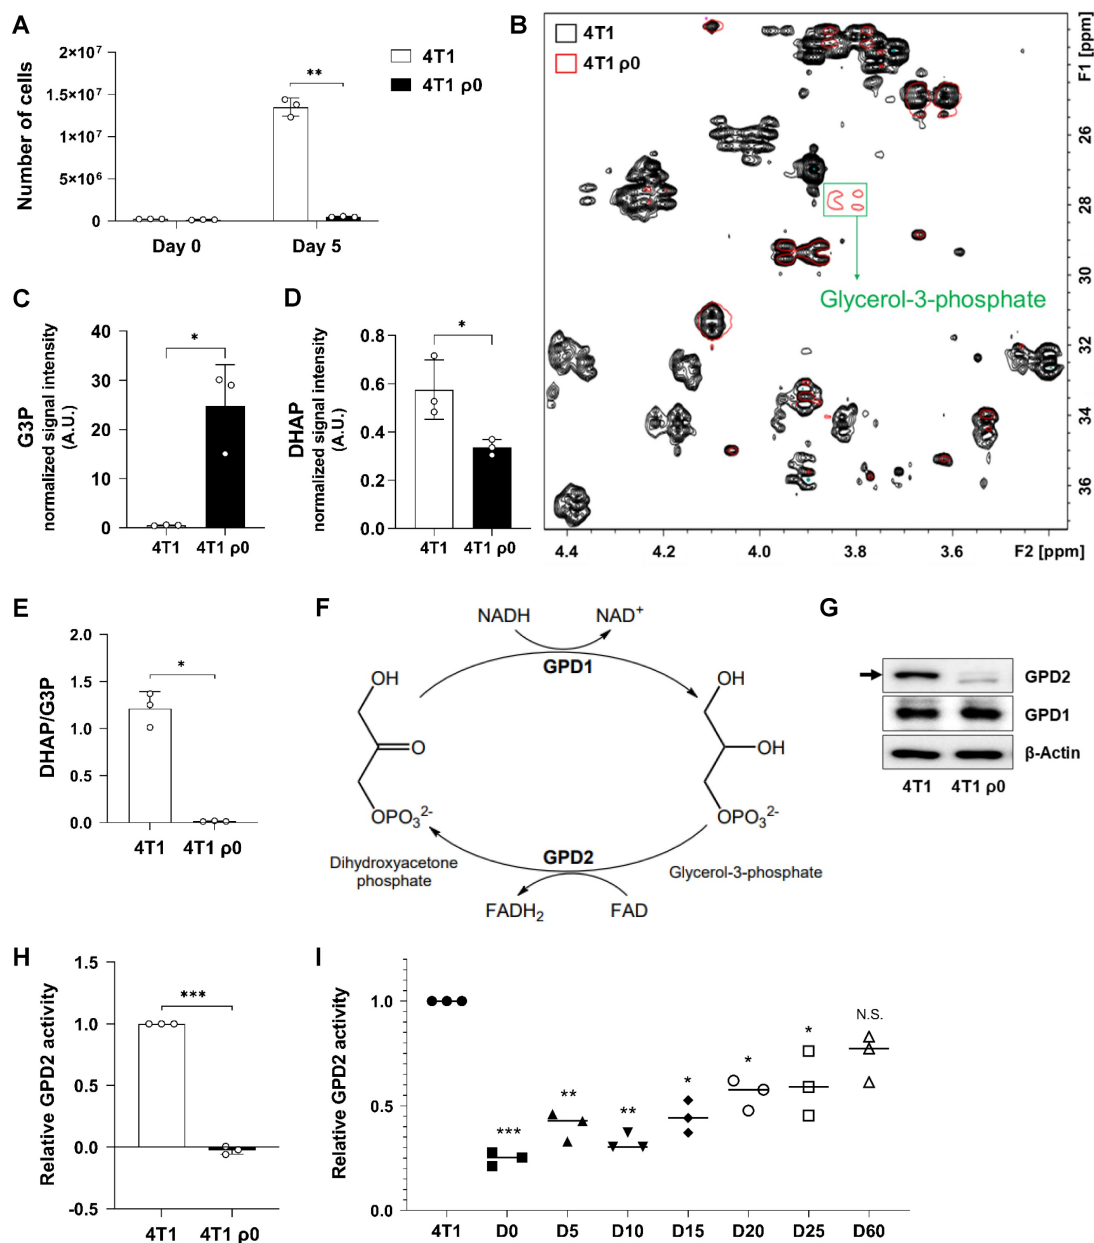 A
Number of cells
2×10⁷
1.5×10⁷
1×10⁷
5×10⁶
0
**
4T1
4T1 ρ0
Day 0
Day 5
B
4T1
4T1 ρ0
Glycerol-3-phosphate
F1 [ppm]
26
28
30
32
34
36
4.4
4.2
4.0
3.8
3.6
F2 [ppm]
C
G3P
normalized signal intensity
(A.U.)
40
30
20
10
0
*
4T1
4T1 ρ0
D
DHAP
normalized signal intensity
(A.U.)
0.8
0.6
0.4
0.2
0.0
*
4T1
4T1 ρ0
E
DHAP/G3P
2.0
1.5
1.0
0.5
0.0
*
4T1
4T1 ρ0
F
NADH
NAD⁺
GPD1
OH
O
OPO₃²⁻
OH
OH
OPO₃²⁻
GPD2
Dihydroxyacetone
phosphate
Glycerol-3-phosphate
FADH₂
FAD
G
GPD2
GPD1
β-Actin
4T1
4T1 ρ0
H
Relative GPD2 activity
1.5
1.0
0.5
0.0
-0.5
***
4T1
4T1 ρ0
I
Relative GPD2 activity
1.0
0.5
0.0
***
**
**
*
*
*
N.S.
4T1
D0
D5
D10
D15
D20
D25
D60